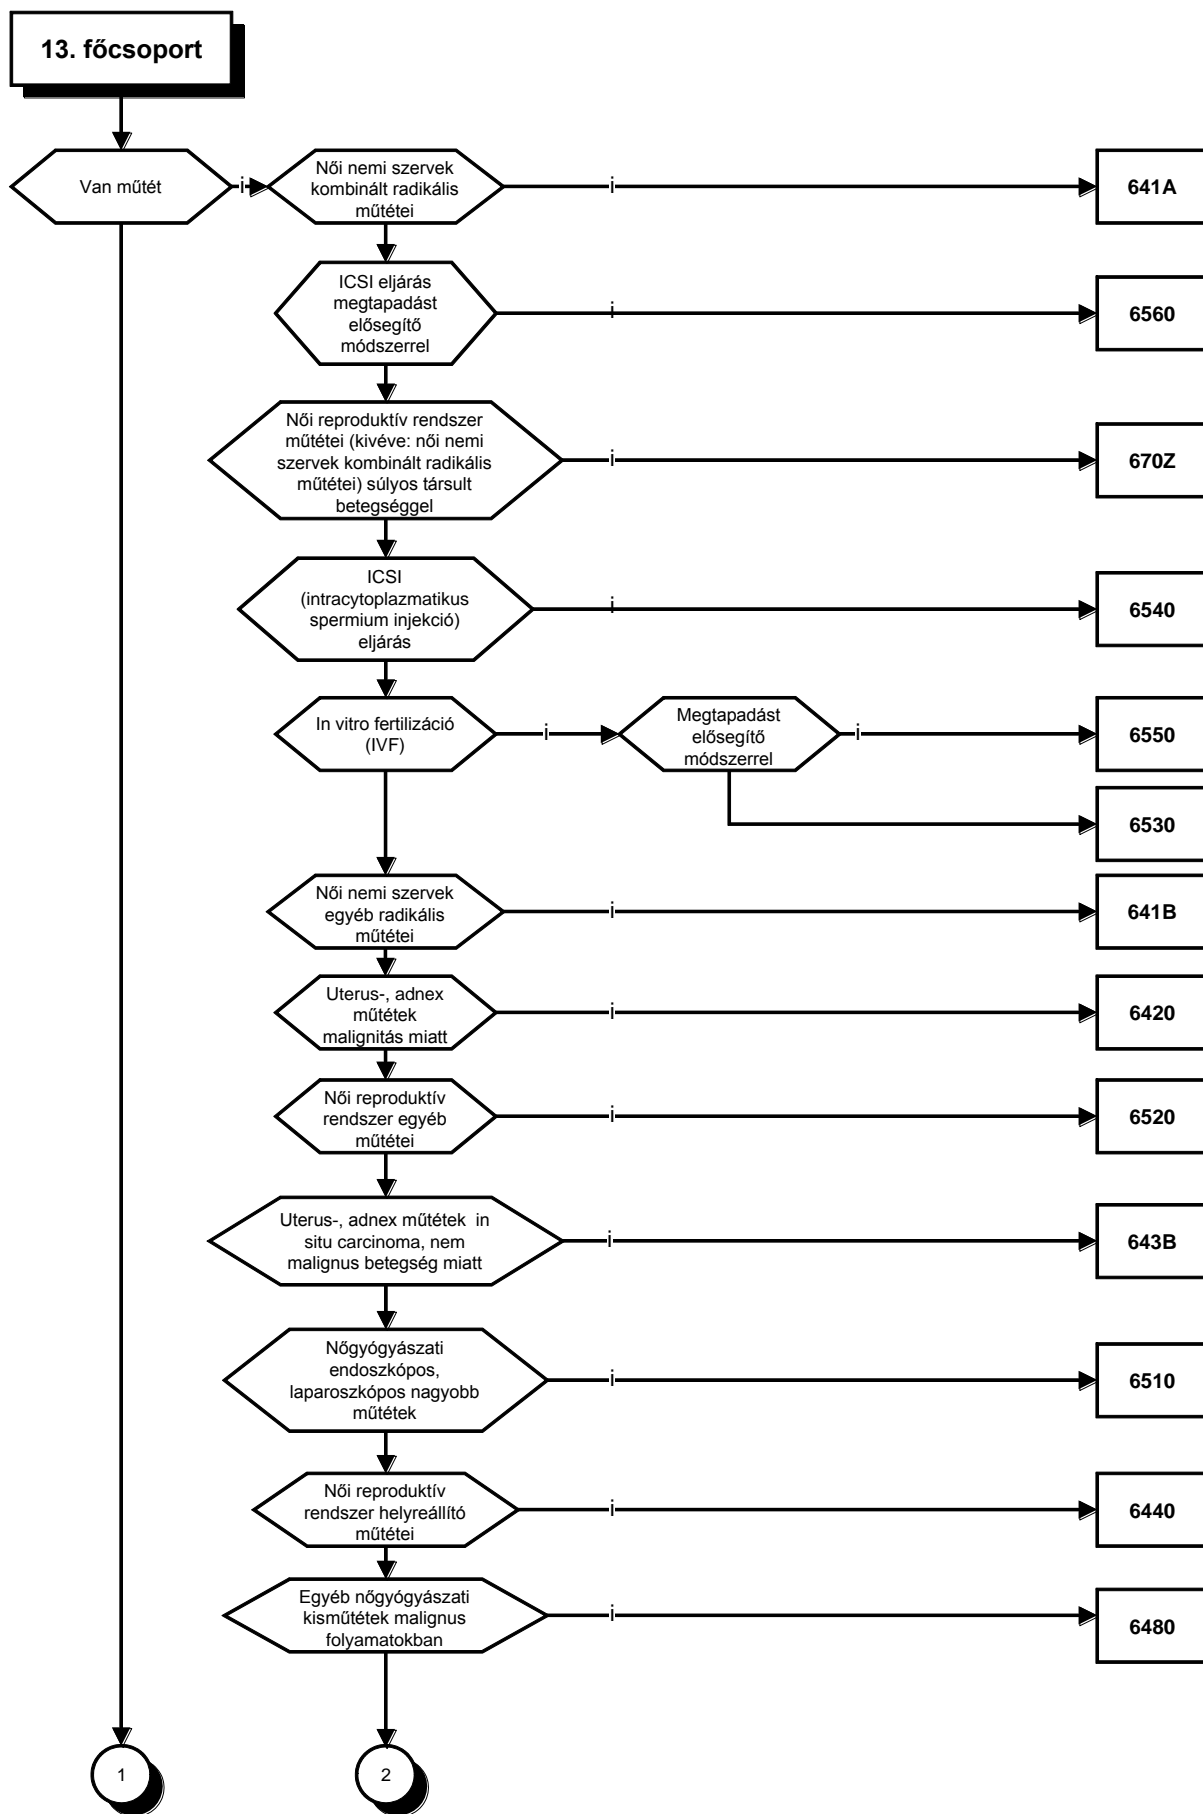 13. főcsoport
Van műtét
i
Női nemi szervek
kombinált radikális
műtétei
i
641A
ICSI eljárás
megtapadást
elősegítő
módszerrel
i
6560
Női reproduktív rendszer
műtétei (kivéve: női nemi
szervek kombinált radikális
műtétei) súlyos társult
betegséggel
i
670Z
ICSI
(intracytoplazmatikus
spermium injekció)
eljárás
i
6540
In vitro fertilizáció
(IVF)
i
Megtapadást
elősegítő
módszerrel
i
6550
6530
Női nemi szervek
egyéb radikális
műtétei
i
641B
Uterus-, adnex
műtétek
malignitás miatt
i
6420
Női reproduktív
rendszer egyéb
műtétei
i
6520
Uterus-, adnex műtétek  in
situ carcinoma, nem
malignus betegség miatt
i
643B
Nőgyógyászati
endoszkópos,
laparoszkópos nagyobb
műtétek
i
6510
Női reproduktív
rendszer helyreállító
műtétei
i
6440
Egyéb nőgyógyászati
kisműtétek malignus
folyamatokban
i
6480
1
2